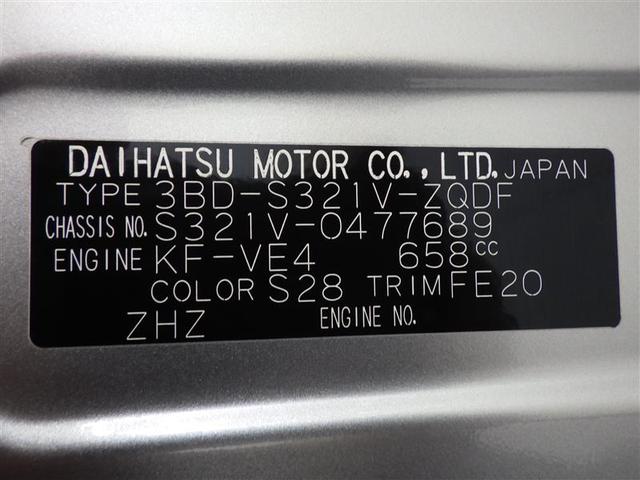 DAIHATSU MOTOR CO.,LTD. JAPAN
TYPE 3BD-S321V-ZQDF
CHASSIS NO. S321V-0477689
ENGINE KF-VE4 658cc
COLOR S28 TRIM FE20
ZHZ ENGINE NO.